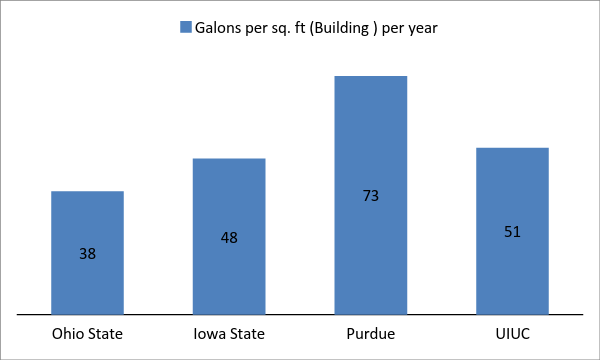 Galons per sq. ft (Building ) per year
38
48
73
51
Ohio State
Iowa State
Purdue
UIUC